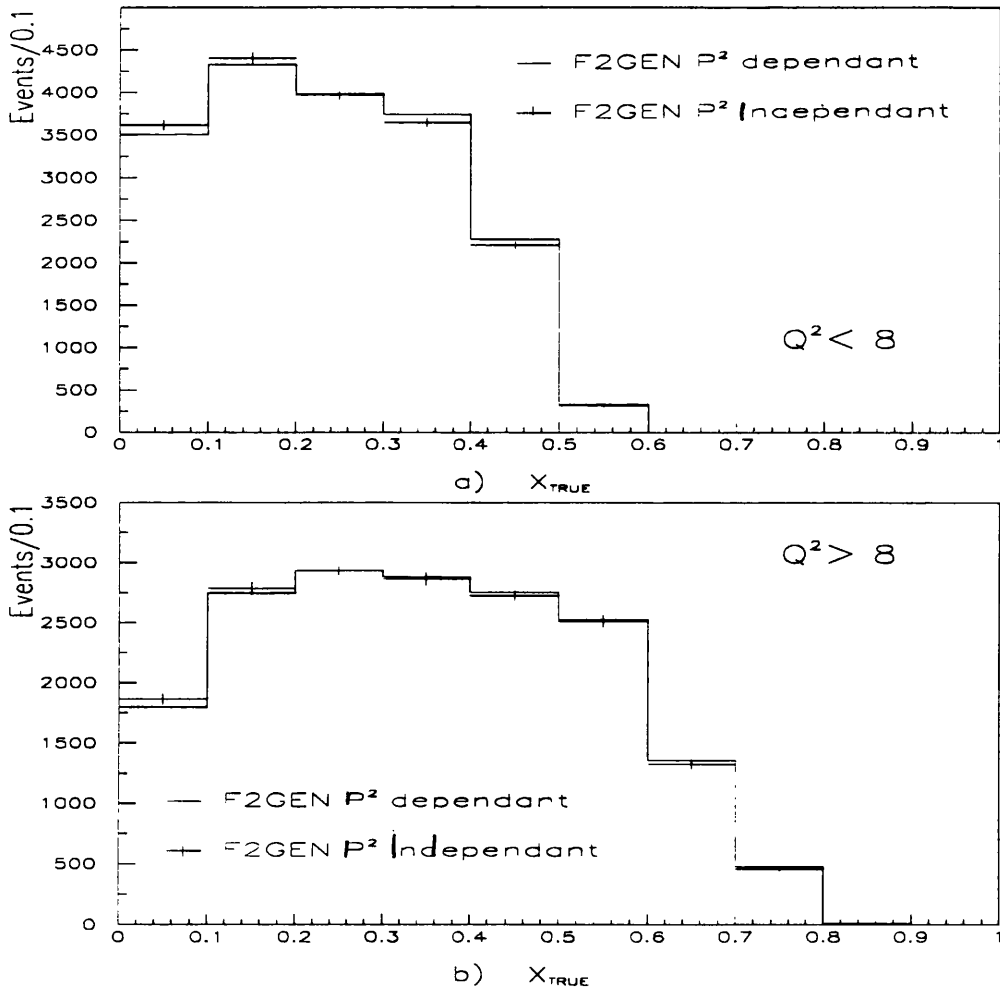 Events/0.1
4500
4000
3500
3000
2500
2000
1500
1000
500
0
F2GEN P² dependant
F2GEN P² Independant
Q² < 8
0 0.1 0.2 0.3 0.4 0.5 0.6 0.7 0.8 0.9 1
a) X_TRUE
Events/0.1
3500
3000
2500
2000
1500
1000
500
0
Q² > 8
F2GEN P² dependant
F2GEN P² Independant
0 0.1 0.2 0.3 0.4 0.5 0.6 0.7 0.8 0.9 1
b) X_TRUE